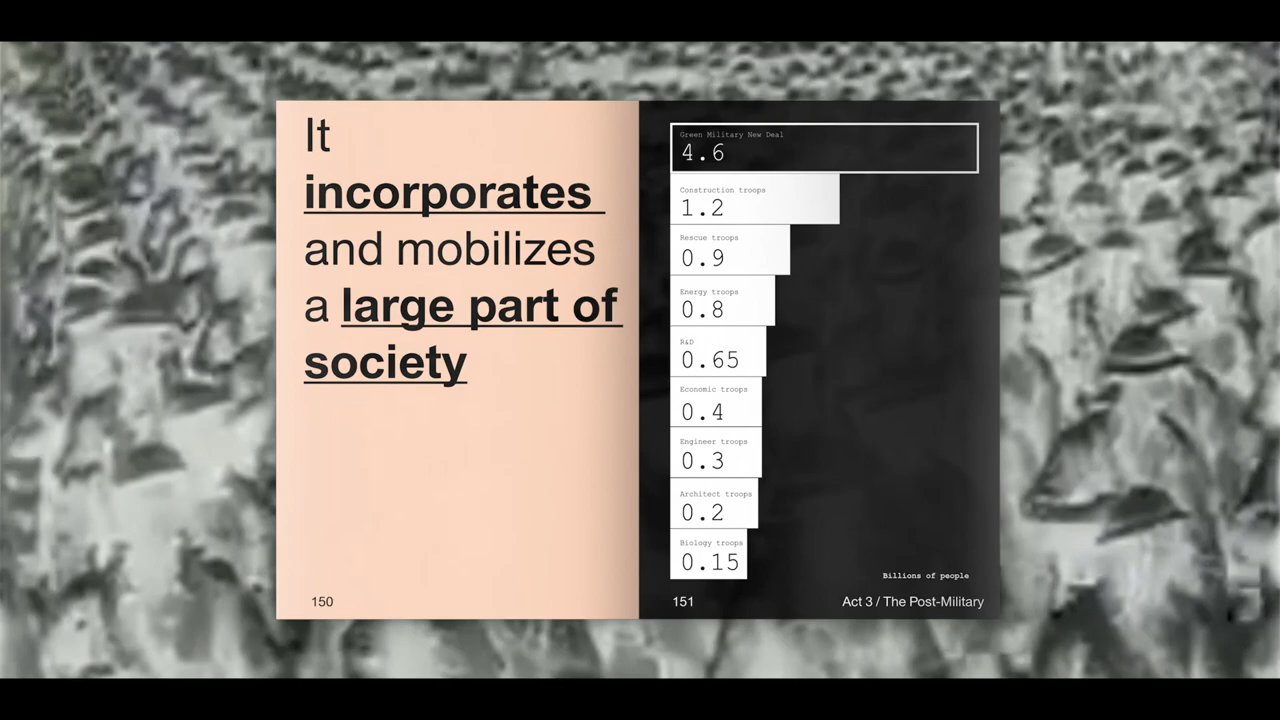 It
incorporates
and mobilizes
a large part of
society
150
Green Military New Deal
4.6
Construction troops
1.2
Rescue troops
0.9
Energy troops
0.8
R&D
0.65
Economic troops
0.4
Engineer troops
0.3
Architect troops
0.2
Biology troops
0.15
Billions of people
151
Act 3 / The Post-Military